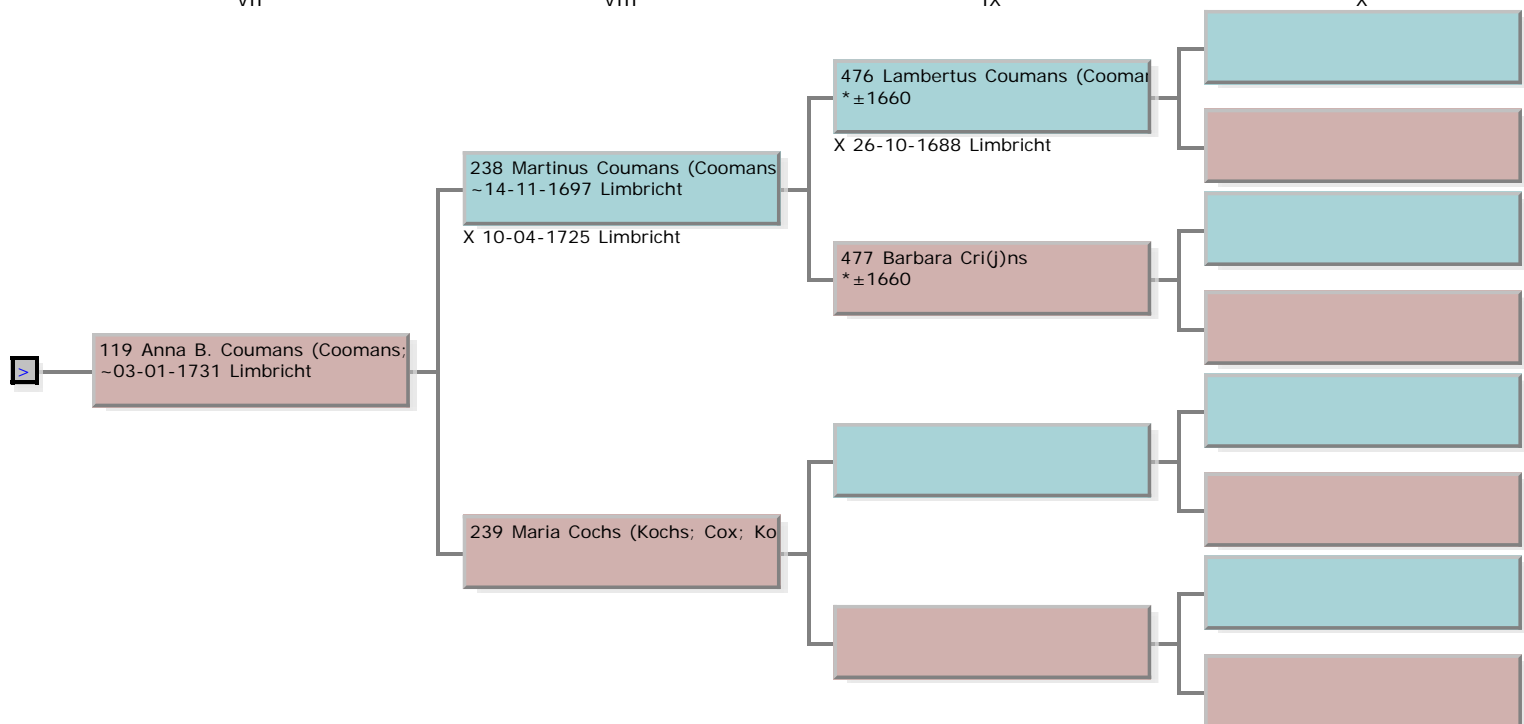 VII
VIII
IX
X
476 Lambertus Coumans (Cooman
*±1660
X 26-10-1688 Limbricht
238 Martinus Coumans (Coomans
~14-11-1697 Limbricht
X 10-04-1725 Limbricht
477 Barbara Cri(j)ns
*±1660
119 Anna B. Coumans (Coomans;
~03-01-1731 Limbricht
>
239 Maria Cochs (Kochs; Cox; Ko